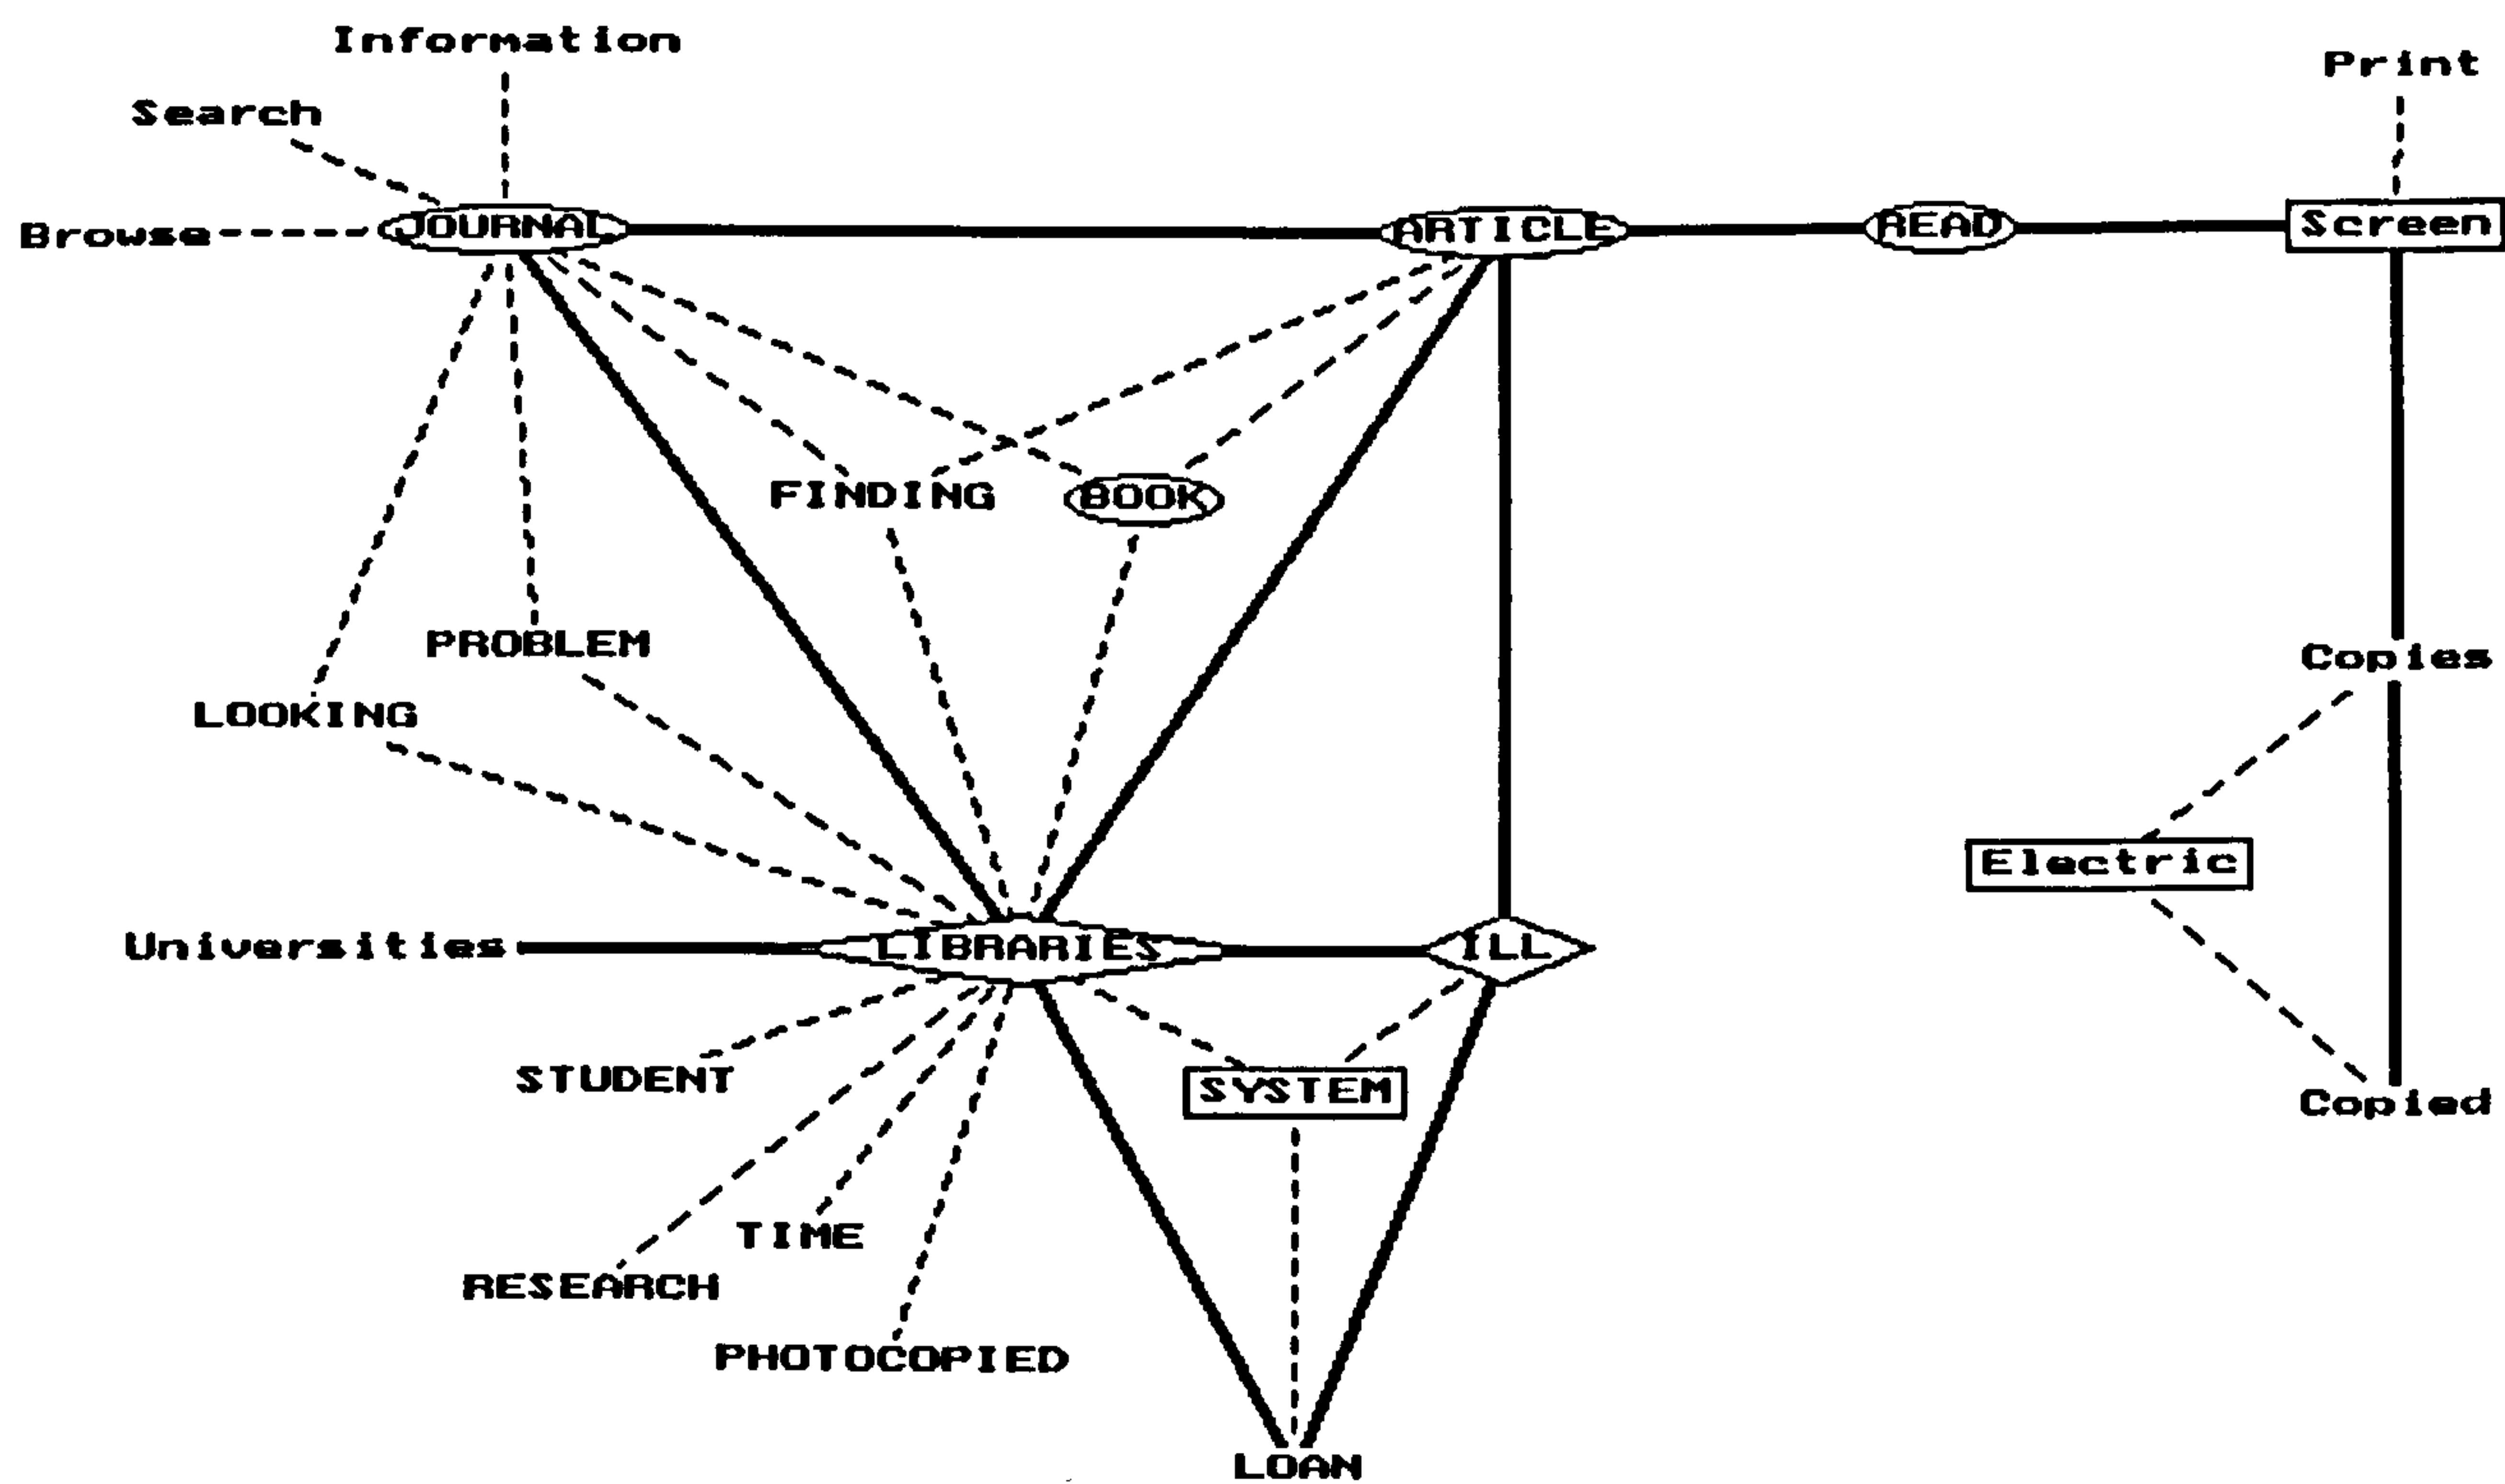 Information
Print
Search
Browse
JOURNAL
ARTICLE
READ
Screen
FINDING
BOOK
PROBLEM
Copies
LOOKING
Electric
Universities
LIBRARIES
ILL
STUDENT
SYSTEM
Copied
TIME
RESEARCH
PHOTOCOPIED
LOAN